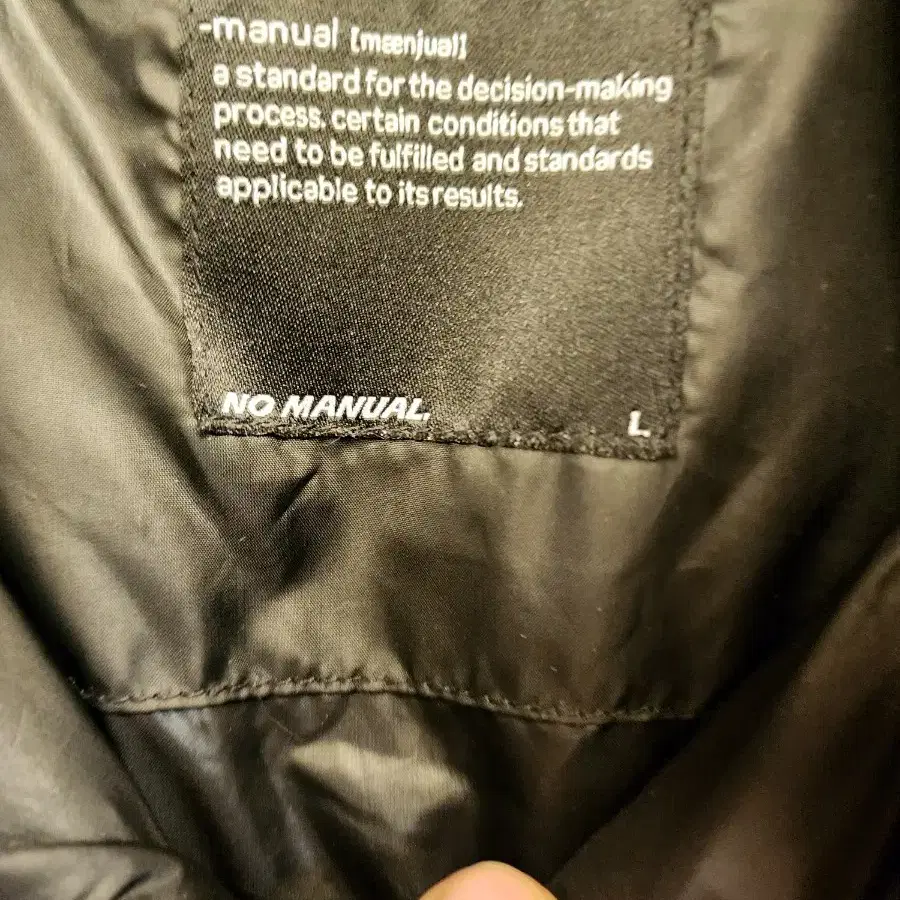 -manual [mænjuəl]
a standard for the decision-making
process. certain conditions that
need to be fulfilled and standards
applicable to its results.
NO MANUAL.
L